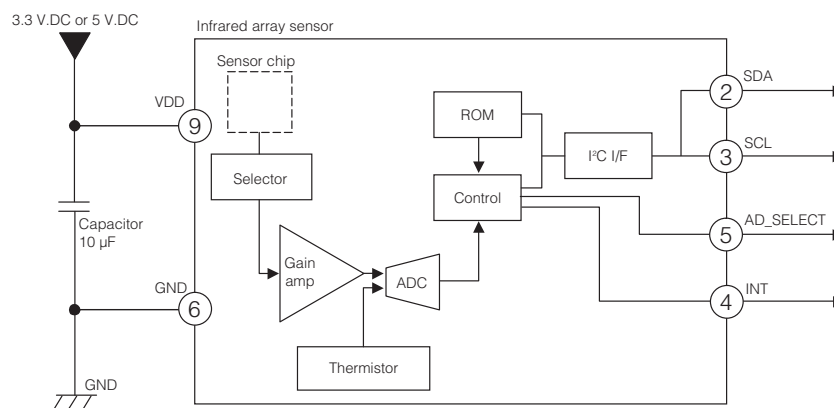 3.3 V.DC or 5 V.DC
Infrared array sensor
Sensor chip
SDA
2
VDD
9
ROM
SCL
3
I²C I/F
Selector
Control
Capacitor
10 µF
AD_SELECT
5
Gain
amp
ADC
GND
6
INT
4
Thermistor
GND